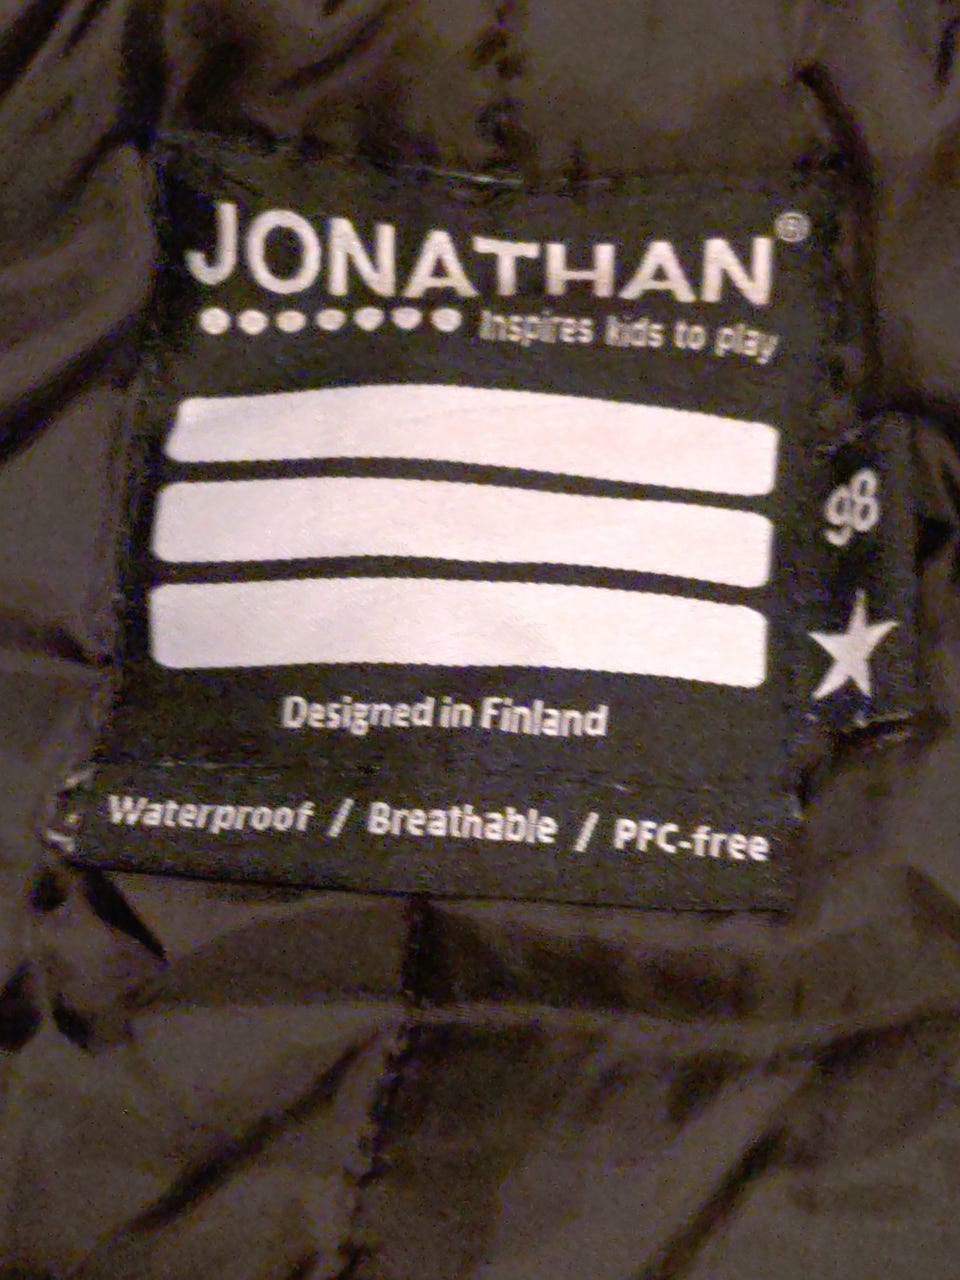 JONATHAN®
Inspires kids to play
98
Designed in Finland
Waterproof / Breathable / PFC-free